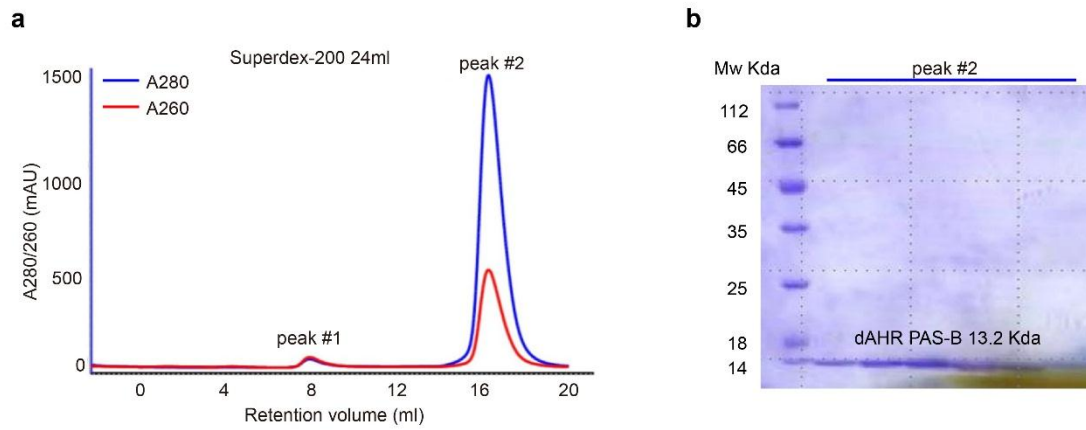 a
Superdex-200 24ml
A280
A260
peak #1
peak #2
1500
1000
500
0
A280/260 (mAU)
0
4
8
12
16
20
Retention volume (ml)
b
Mw Kda
peak #2
112
66
45
35
25
18
14
dAHR PAS-B 13.2 Kda